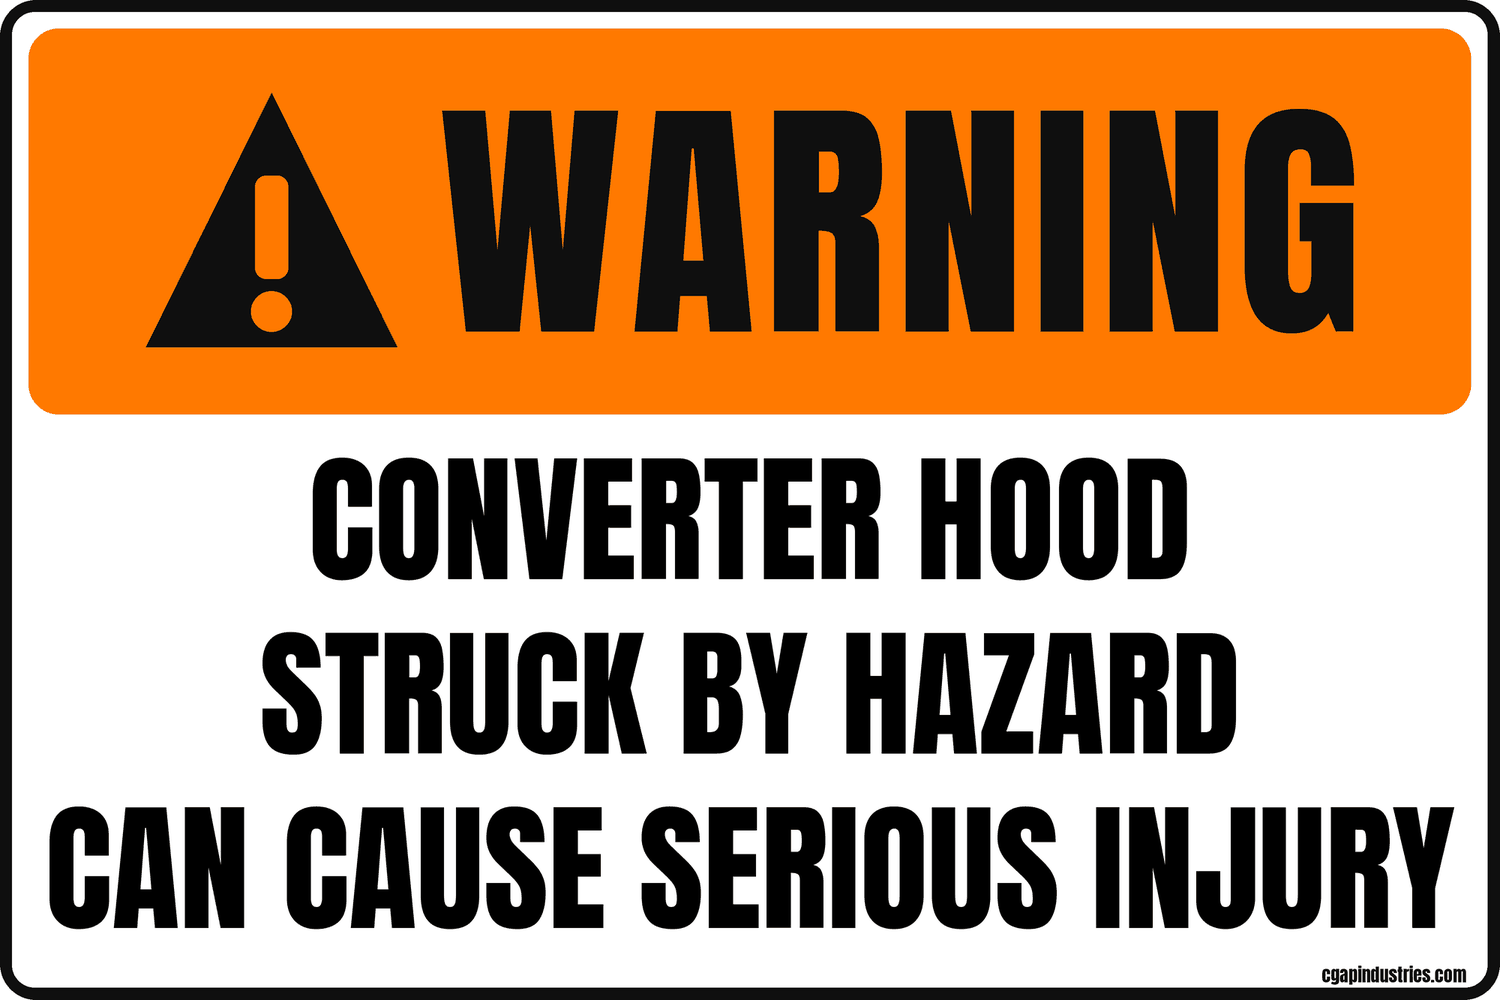 WARNING
CONVERTER HOOD
STRUCK BY HAZARD
CAN CAUSE SERIOUS INJURY
cgapindustries.com